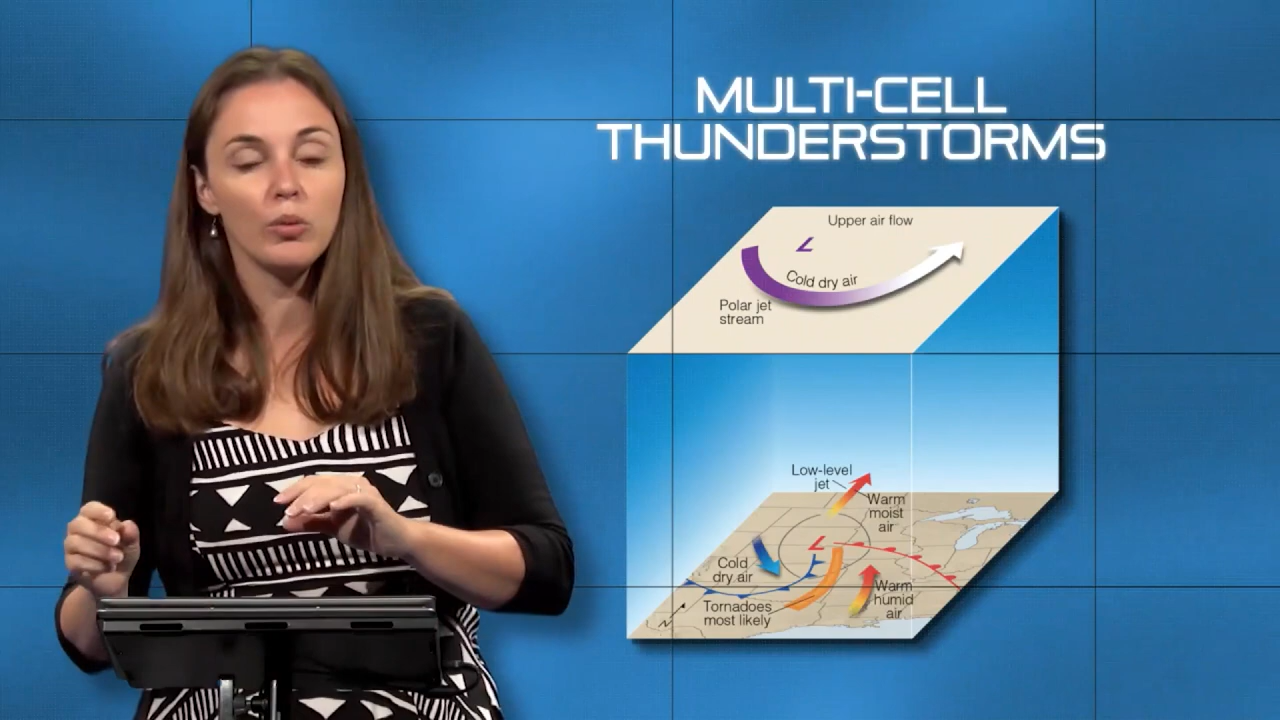 MULTI-CELL
THUNDERSTORMS
Upper air flow
L
Cold dry air
Polar jet
stream
Low-level
jet
Warm
moist
air
L
Cold
dry air
Warm
humid
air
Tornadoes
most likely
N